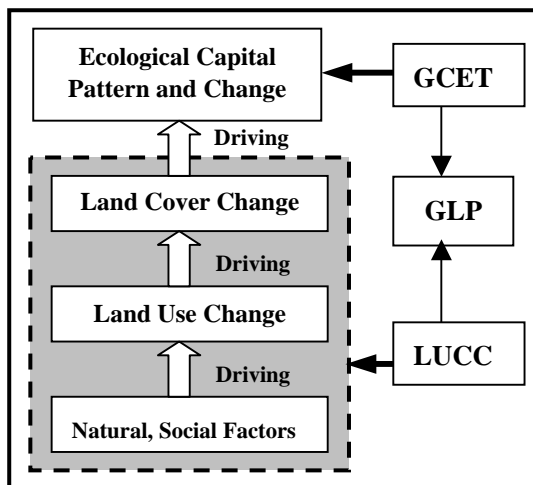 Ecological Capital
Pattern and Change
GCET
Driving
Land Cover Change
GLP
Driving
Land Use Change
LUCC
Driving
Natural, Social Factors